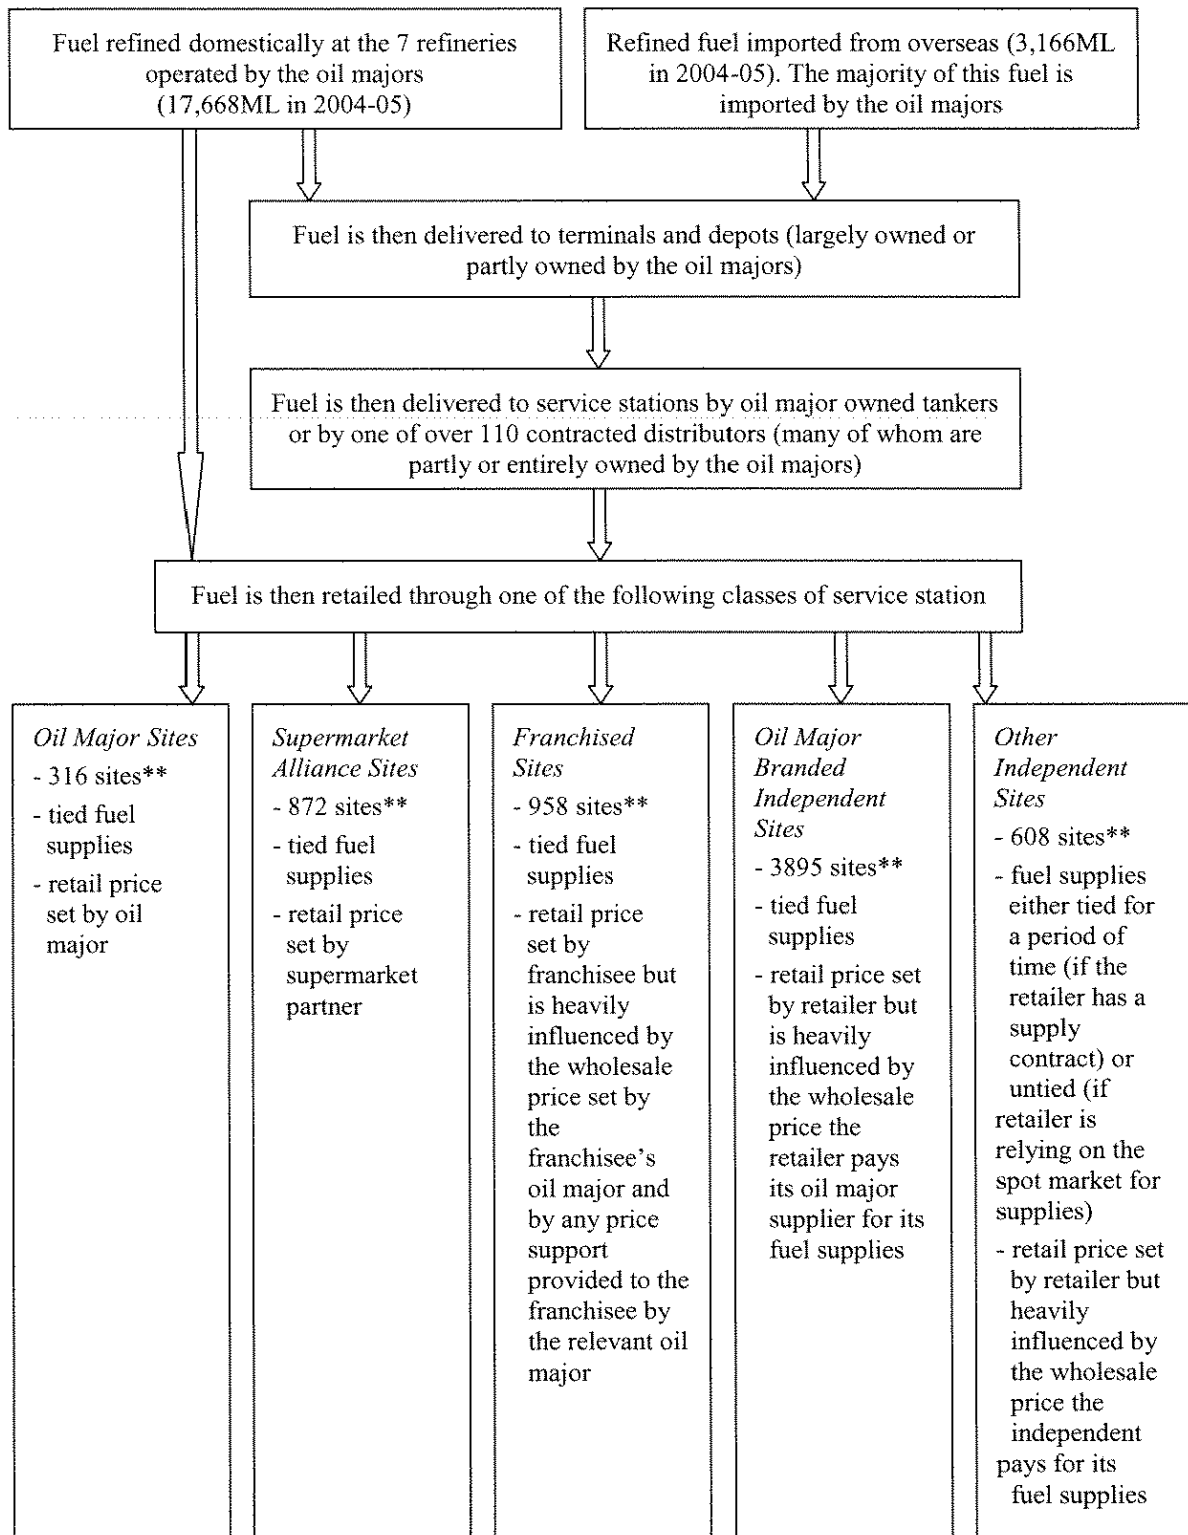 Fuel refined domestically at the 7 refineries
operated by the oil majors
(17,668ML in 2004-05)
Refined fuel imported from overseas (3,166ML
in 2004-05). The majority of this fuel is
imported by the oil majors
Fuel is then delivered to terminals and depots (largely owned or
partly owned by the oil majors)
Fuel is then delivered to service stations by oil major owned tankers
or by one of over 110 contracted distributors (many of whom are
partly or entirely owned by the oil majors)
Fuel is then retailed through one of the following classes of service station
Oil Major Sites
- 316 sites**
- tied fuel
supplies
- retail price
set by oil
major
Supermarket
Alliance Sites
- 872 sites**
- tied fuel
supplies
- retail price
set by
supermarket
partner
Franchised
Sites
- 958 sites**
- tied fuel
supplies
- retail price
set by
franchisee but
is heavily
influenced by
the wholesale
price set by
the
franchisee's
oil major and
by any price
support
provided to the
franchisee by
the relevant oil
major
Oil Major
Branded
Independent
Sites
- 3895 sites**
- tied fuel
supplies
- retail price set
by retailer but
is heavily
influenced by
the wholesale
price the
retailer pays
its oil major
supplier for its
fuel supplies
Other
Independent
Sites
- 608 sites**
- fuel supplies
either tied for
a period of
time (if the
retailer has a
supply
contract) or
untied (if
retailer is
relying on the
spot market for
supplies)
- retail price set
by retailer but
heavily
influenced by
the wholesale
price the
independent
pays for its
fuel supplies